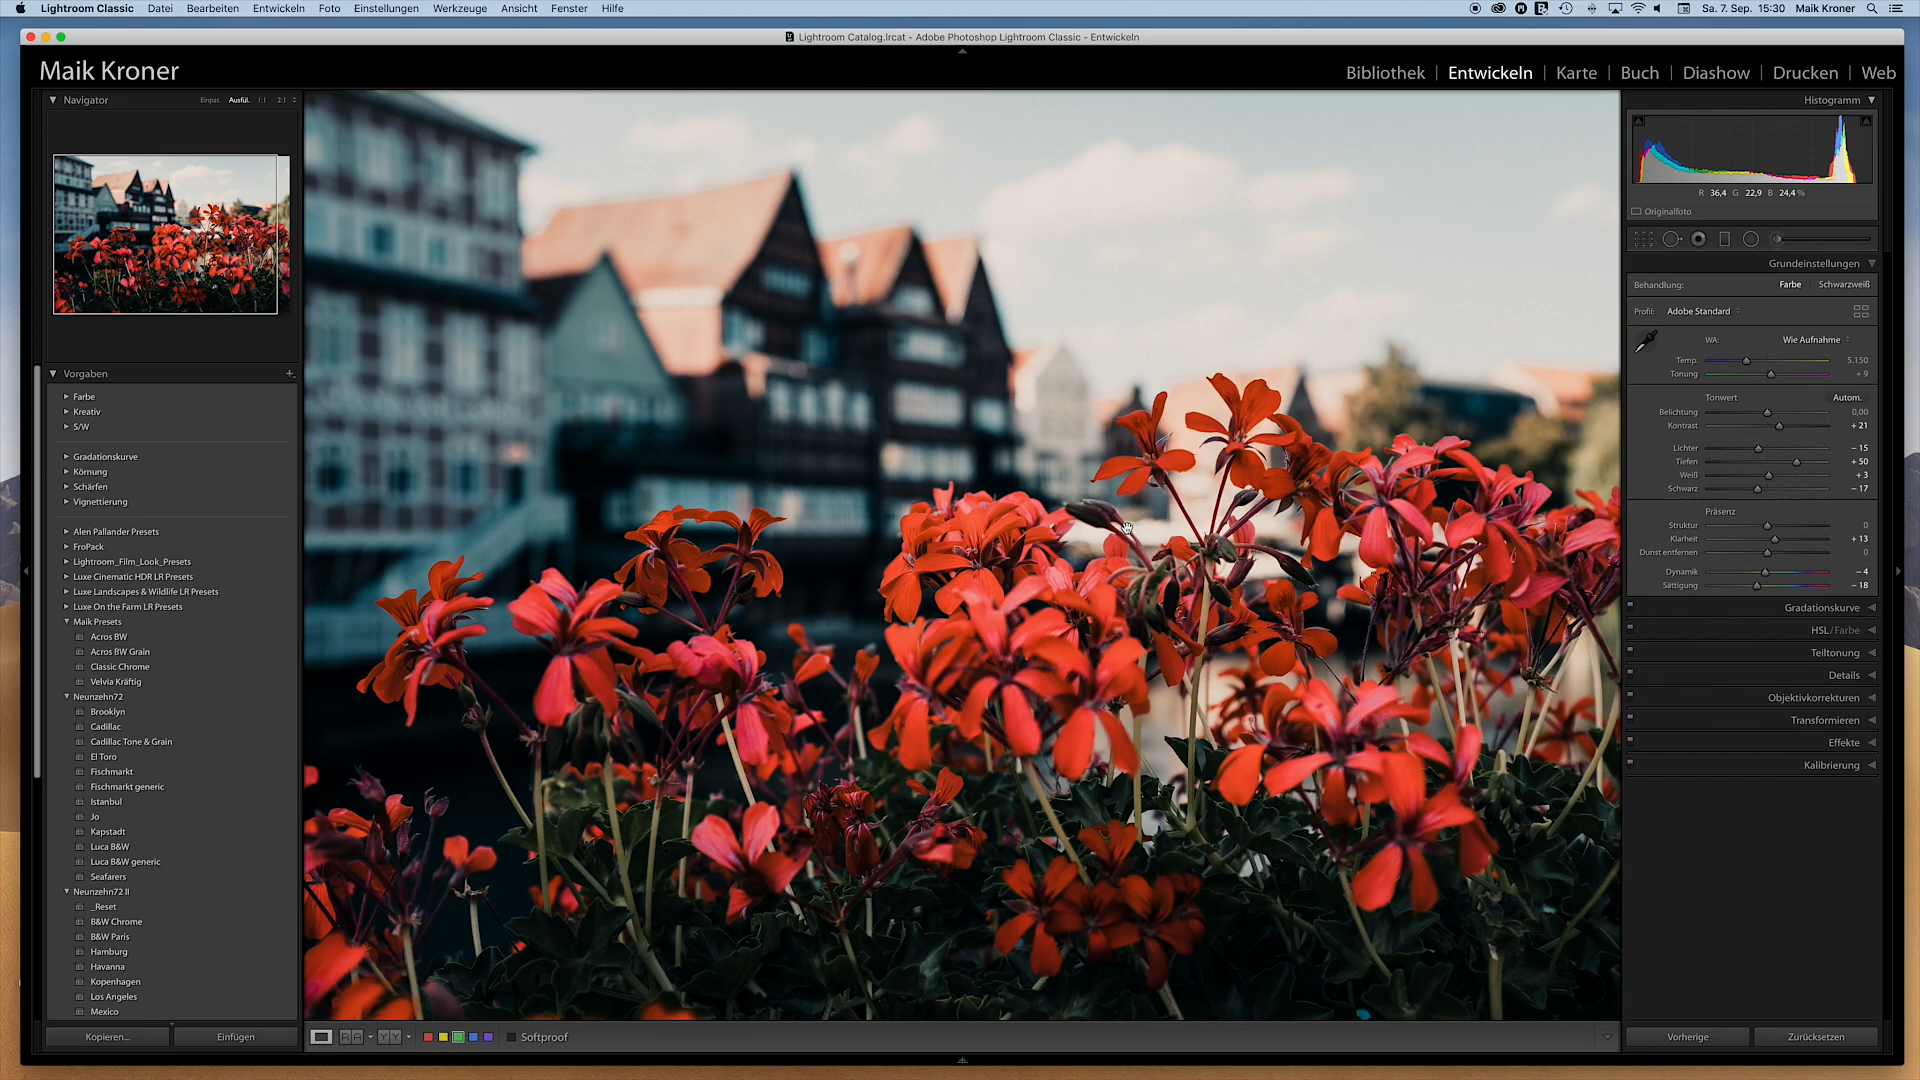 Lightroom Classic Datei Bearbeiten Entwickeln Foto Einstellungen Werkzeuge Ansicht Fenster Hilfe Sa. 7. Sep. 15:30 Maik Kroner
Lightroom Catalog.lrcat - Adobe Photoshop Lightroom Classic - Entwickeln
Maik Kroner
Bibliothek | Entwickeln | Karte | Buch | Diashow | Drucken | Web
Navigator Einpas. Ausfül. 1:1 2:1
Vorgaben +
Farbe
Kreativ
S/W
Gradationskurve
Körnung
Schärfen
Vignettierung
Alen Pallander Presets
FroPack
Lightroom_Film_Look_Presets
Luxe Cinematic HDR LR Presets
Luxe Landscapes & Wildlife LR Presets
Luxe On the Farm LR Presets
Maik Presets
Acros BW
Acros BW Grain
Classic Chrome
Velvia Kräftig
Neunzehn72
Brooklyn
Cadillac
Cadillac Tone & Grain
El Toro
Fischmarkt
Fischmarkt generic
Istanbul
Jo
Kapstadt
Luca B&W
Luca B&W generic
Seafarers
Neunzehn72 II
_Reset
B&W Chrome
B&W Paris
Hamburg
Havanna
Kopenhagen
Los Angeles
Mexico
Kopieren... Einfügen
R A Y Y Softproof
Histogramm
R 36,4 G 22,9 B 24,4 %
Originalfoto
Grundeinstellungen
Behandlung: Farbe Schwarzweiß
Profil: Adobe Standard
WA: Wie Aufnahme
Temp. 5.150
Tonung + 9
Tonwert Autom.
Belichtung 0,00
Kontrast + 21
Lichter − 15
Tiefen + 50
Weiß + 3
Schwarz − 17
Präsenz
Struktur 0
Klarheit + 13
Dunst entfernen 0
Dynamik − 4
Sättigung − 18
Gradationskurve
HSL / Farbe
Teiltonung
Details
Objektivkorrekturen
Transformieren
Effekte
Kalibrierung
Vorherige Zurücksetzen